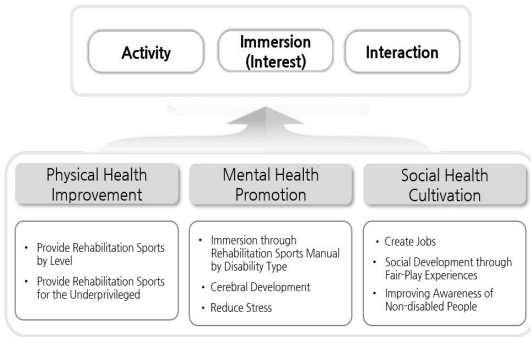 Activity
Immersion
(Interest)
Interaction
Physical Health
Improvement
• Provide Rehabilitation Sports
by Level
• Provide Rehabilitation Sports
for the Underprivileged
Mental Health
Promotion
• Immersion through
Rehabilitation Sports Manual
by Disability Type
• Cerebral Development
• Reduce Stress
Social Health
Cultivation
• Create Jobs
• Social Development through
Fair-Play Experiences
• Improving Awareness of
Non-disabled People